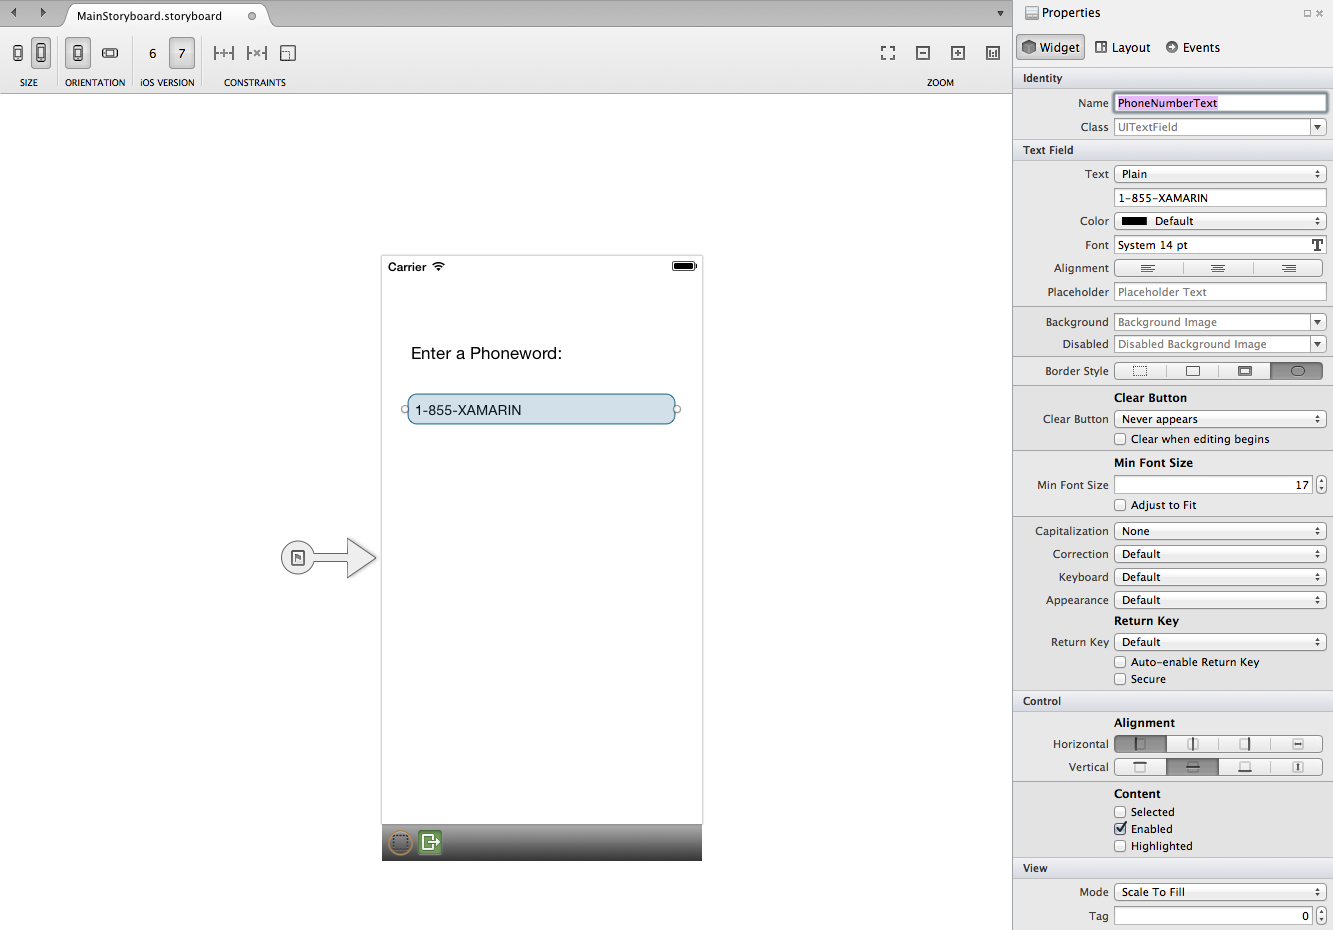 MainStoryboard.storyboard
6 7
SIZE ORIENTATION iOS VERSION CONSTRAINTS ZOOM
Carrier
Enter a Phoneword:
1-855-XAMARIN
Properties
Widget Layout Events
Identity
Name PhoneNumberText
Class UITextField
Text Field
Text Plain
1-855-XAMARIN
Color Default
Font System 14 pt T
Alignment
Placeholder Placeholder Text
Background Background Image
Disabled Disabled Background Image
Border Style
Clear Button
Clear Button Never appears
Clear when editing begins
Min Font Size
Min Font Size 17
Adjust to Fit
Capitalization None
Correction Default
Keyboard Default
Appearance Default
Return Key
Return Key Default
Auto-enable Return Key
Secure
Control
Alignment
Horizontal
Vertical
Content
Selected
Enabled
Highlighted
View
Mode Scale To Fill
Tag 0